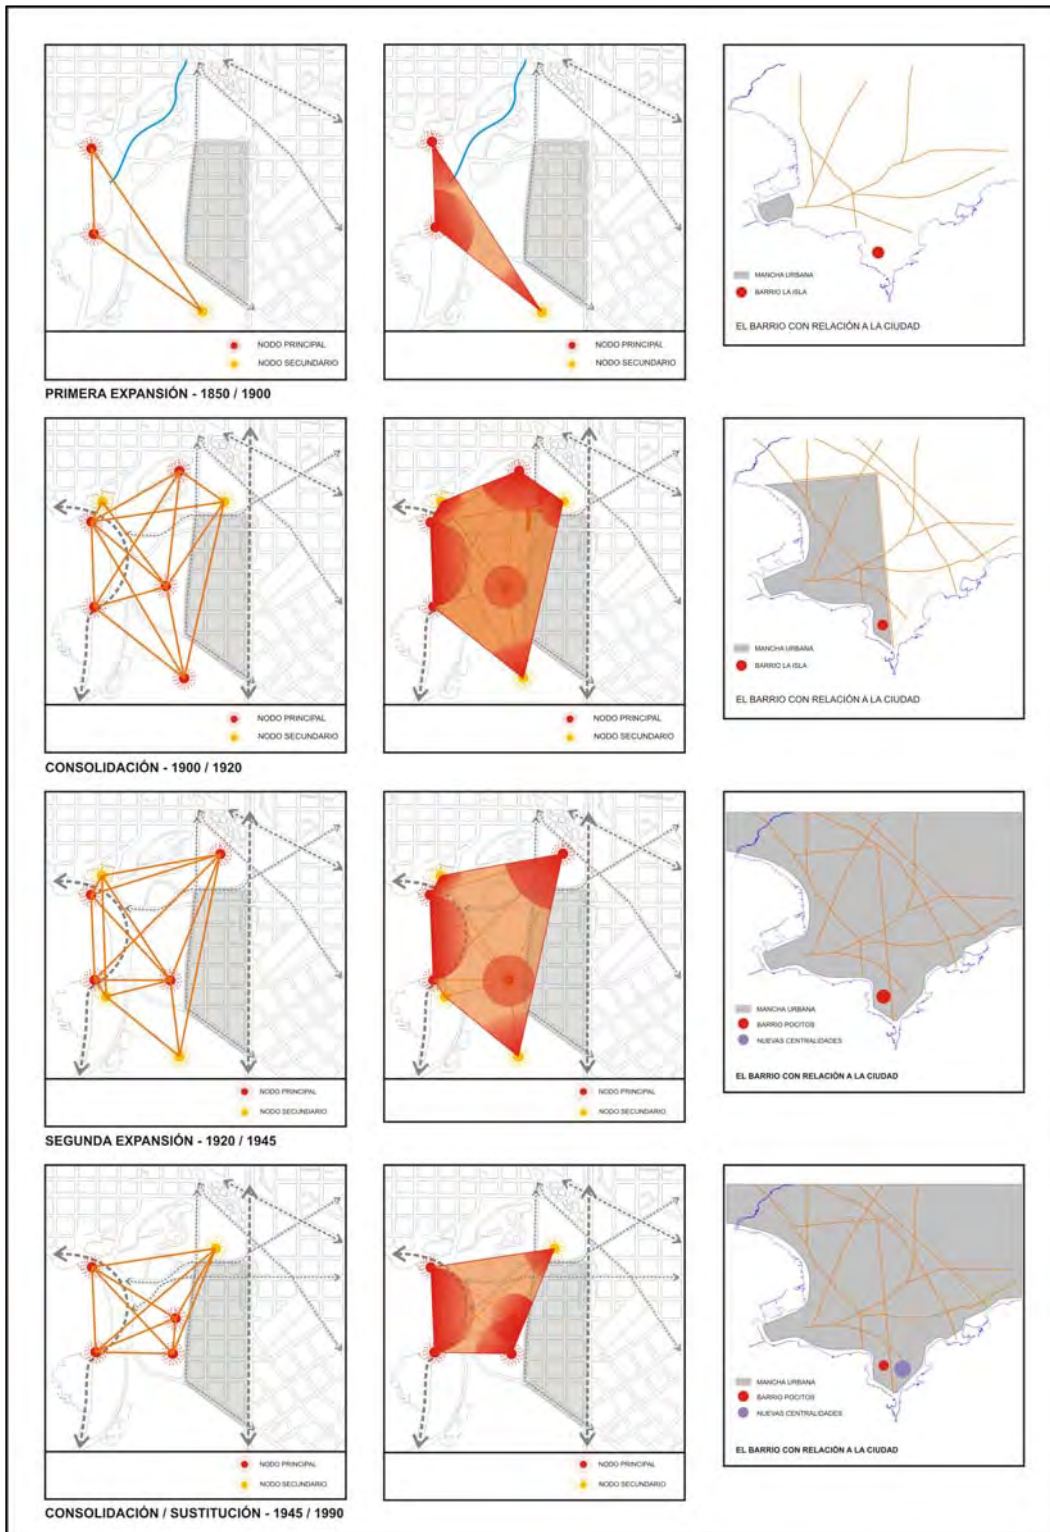 MANCHA URBANA
BARRIO LA ISLA
EL BARRIO CON RELACIÓN A LA CIUDAD
NODO PRINCIPAL
NODO SECUNDARIO
NODO PRINCIPAL
NODO SECUNDARIO
PRIMERA EXPANSIÓN - 1850 / 1900
MANCHA URBANA
BARRIO LA ISLA
EL BARRIO CON RELACIÓN A LA CIUDAD
NODO PRINCIPAL
NODO SECUNDARIO
NODO PRINCIPAL
NODO SECUNDARIO
CONSOLIDACIÓN - 1900 / 1920
MANCHA URBANA
BARRIO POCITOS
NUEVAS CENTRALIDADES
EL BARRIO CON RELACIÓN A LA CIUDAD
NODO PRINCIPAL
NODO SECUNDARIO
NODO PRINCIPAL
NODO SECUNDARIO
SEGUNDA EXPANSIÓN - 1920 / 1945
MANCHA URBANA
BARRIO POCITOS
NUEVAS CENTRALIDADES
EL BARRIO CON RELACIÓN A LA CIUDAD
NODO PRINCIPAL
NODO SECUNDARIO
NODO PRINCIPAL
NODO SECUNDARIO
CONSOLIDACIÓN / SUSTITUCIÓN - 1945 / 1990